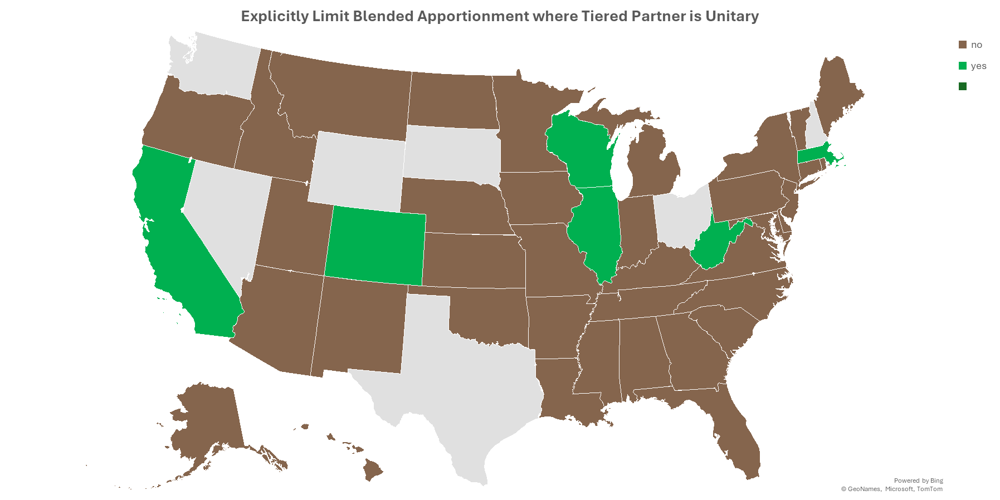 Explicitly Limit Blended Apportionment where Tiered Partner is Unitary
no
yes
Powered by Bing
© GeoNames, Microsoft, TomTom